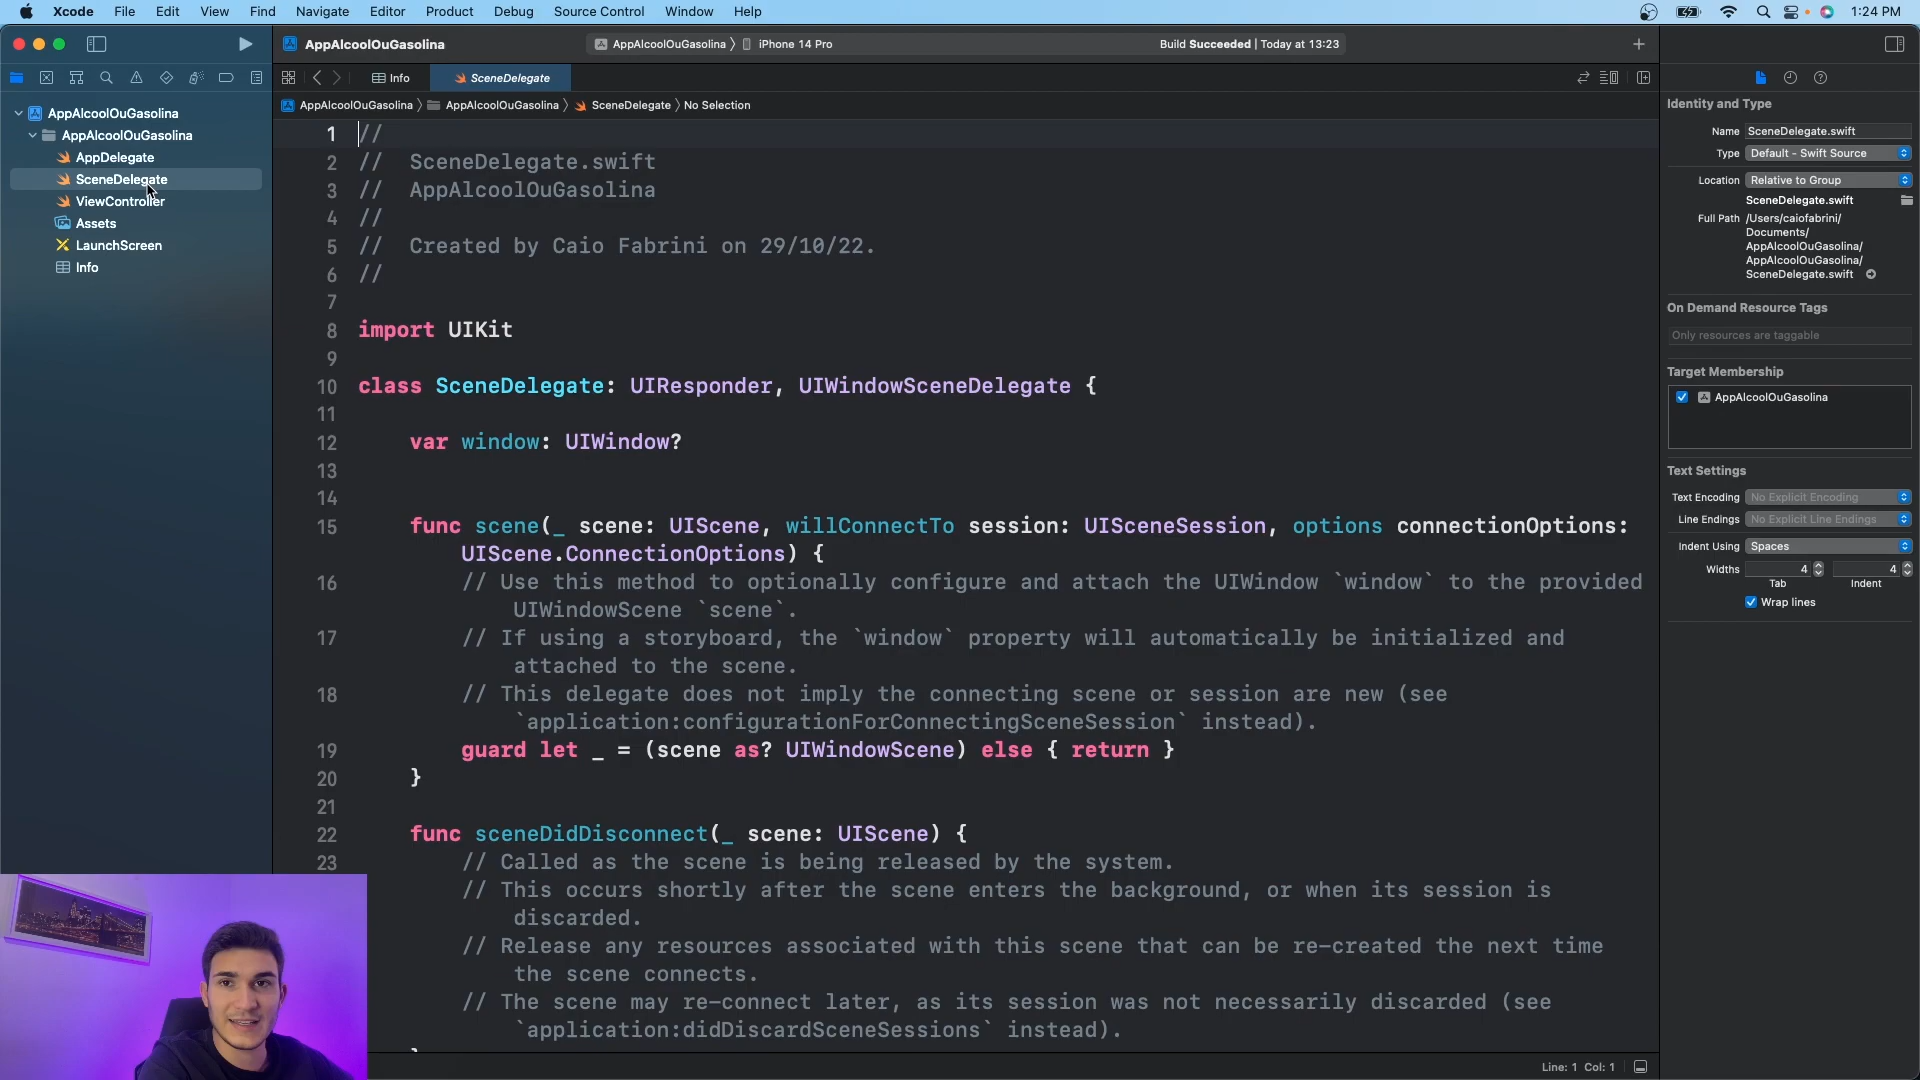 Xcode File Edit View Find Navigate Editor Product Debug Source Control Window Help 1:24 PM
AppAlcoolOuGasolina AppAlcoolOuGasolina 〉 iPhone 14 Pro Build Succeeded | Today at 13:23
Info SceneDelegate
AppAlcoolOuGasolina 〉 AppAlcoolOuGasolina 〉 SceneDelegate 〉 No Selection
AppAlcoolOuGasolina
AppAlcoolOuGasolina
AppDelegate
SceneDelegate
ViewController
Assets
LaunchScreen
Info
1 //
2 // SceneDelegate.swift
3 // AppAlcoolOuGasolina
4 //
5 // Created by Caio Fabrini on 29/10/22.
6 //
7
8 import UIKit
9
10 class SceneDelegate: UIResponder, UIWindowSceneDelegate {
11
12 var window: UIWindow?
13
14
15 func scene(_ scene: UIScene, willConnectTo session: UISceneSession, options connectionOptions:
UIScene.ConnectionOptions) {
16 // Use this method to optionally configure and attach the UIWindow `window` to the provided
UIWindowScene `scene`.
17 // If using a storyboard, the `window` property will automatically be initialized and
attached to the scene.
18 // This delegate does not imply the connecting scene or session are new (see
`application:configurationForConnectingSceneSession` instead).
19 guard let _ = (scene as? UIWindowScene) else { return }
20 }
21
22 func sceneDidDisconnect(_ scene: UIScene) {
23 // Called as the scene is being released by the system.
// This occurs shortly after the scene enters the background, or when its session is
discarded.
// Release any resources associated with this scene that can be re-created the next time
the scene connects.
// The scene may re-connect later, as its session was not necessarily discarded (see
`application:didDiscardSceneSessions` instead).
Line: 1 Col: 1
Identity and Type
Name SceneDelegate.swift
Type Default - Swift Source
Location Relative to Group
SceneDelegate.swift
Full Path /Users/caiofabrini/
Documents/
AppAlcoolOuGasolina/
AppAlcoolOuGasolina/
SceneDelegate.swift
On Demand Resource Tags
Only resources are taggable
Target Membership
AppAlcoolOuGasolina
Text Settings
Text Encoding No Explicit Encoding
Line Endings No Explicit Line Endings
Indent Using Spaces
Widths 4 4
Tab Indent
Wrap lines